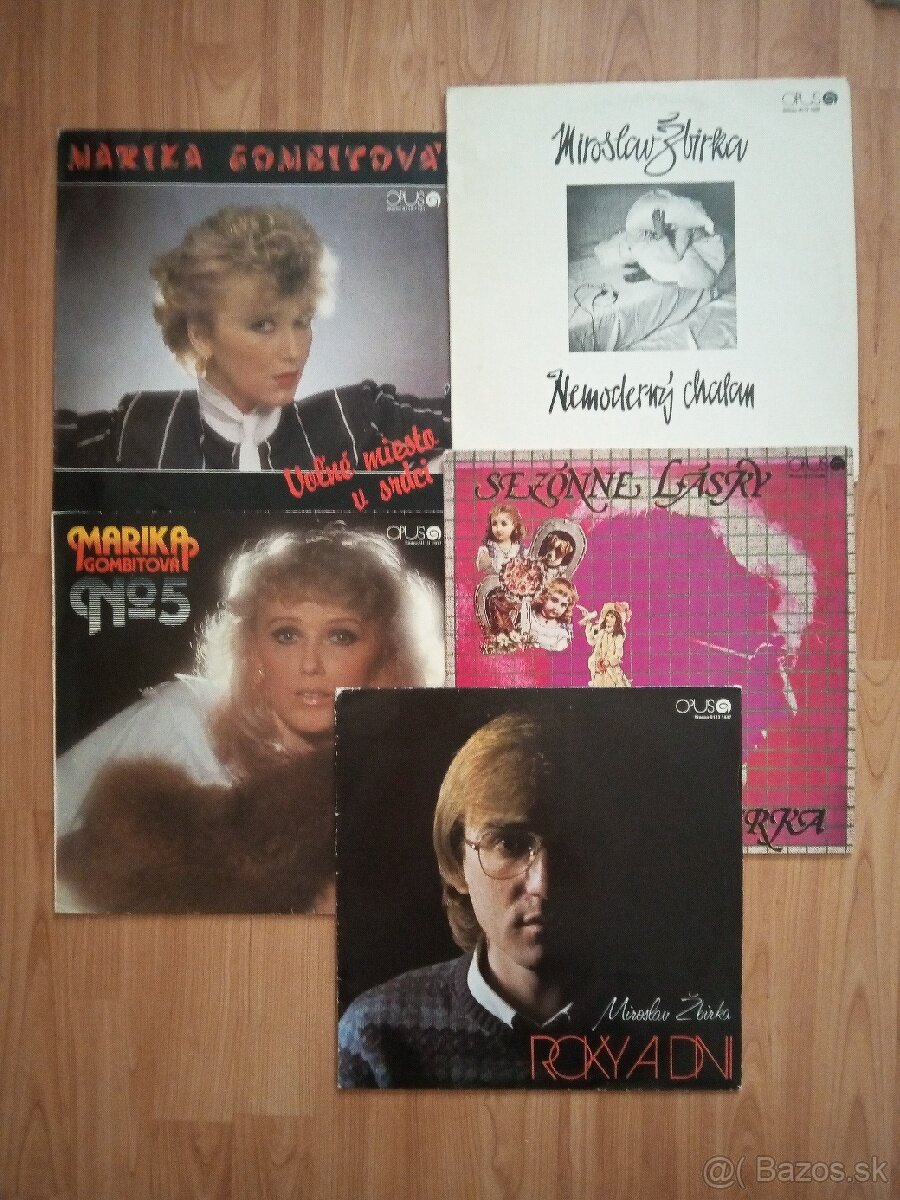 MARIKA GOMBITOVÁ
OPUS
Voľné miesto
v srdci
OPUS
Miroslav Žbirka
Nemoderný chalan
MARIKA
GOMBITOVÁ
№5
OPUS
SEZÓNNE LÁSKY
OPUS
IRKA
OPUS
Miroslav Žbirka
ROKY A DNI
@( Bazos.sk